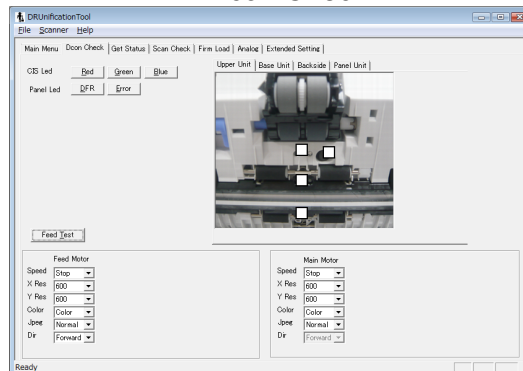 DRUnificationTool
File Scanner Help
Main Menu Dcon Check Get Status Scan Check Firm Load Analog Extended Setting
Upper Unit Base Unit Backside Panel Unit
CIS Led Red Green Blue
Panel Led DFR Error
Feed Test
Feed Motor
Speed Stop
X Res 600
Y Res 600
Color Color
Jpeg Normal
Dir Forward
Main Motor
Speed Stop
X Res 600
Y Res 600
Color Color
Jpeg Normal
Dir Forward
Ready